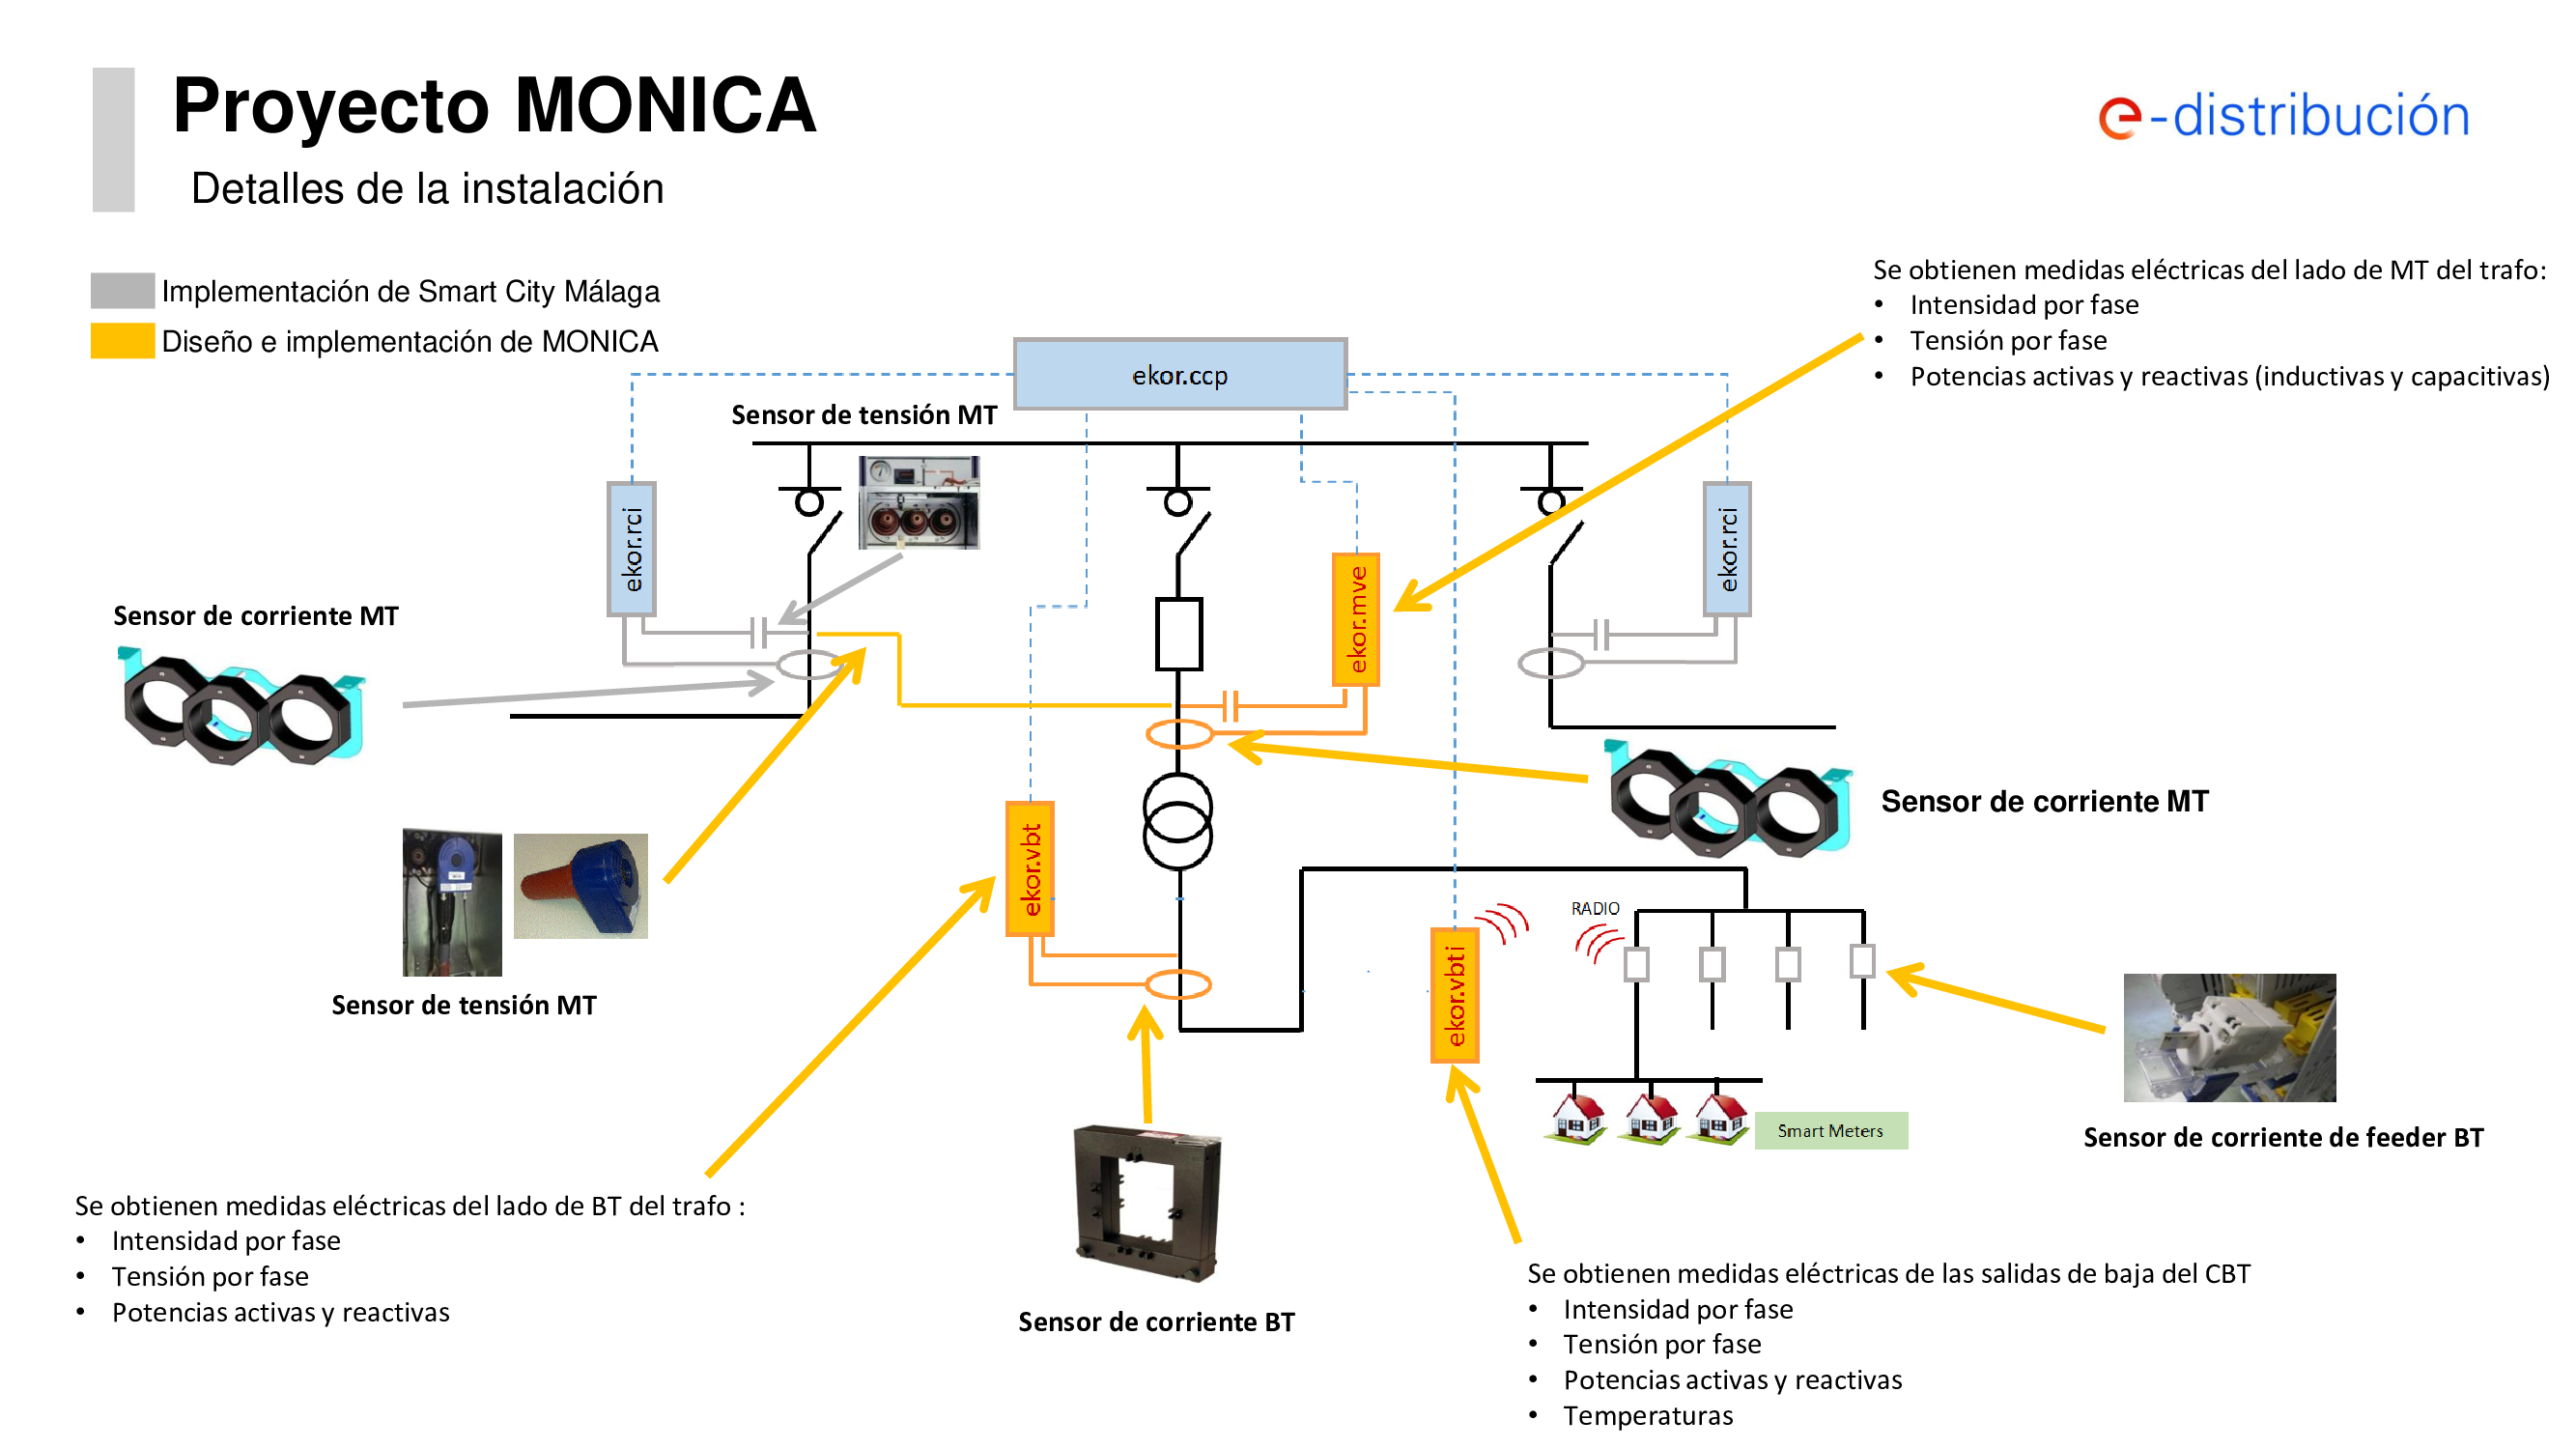 Proyecto MONICA
Detalles de la instalación
e-distribución
Implementación de Smart City Málaga
Diseño e implementación de MONICA
Se obtienen medidas eléctricas del lado de MT del trafo:
• Intensidad por fase
• Tensión por fase
• Potencias activas y reactivas (inductivas y capacitivas)
ekor.ccp
Sensor de tensión MT
ekor.rci
ekor.rci
ekor.mve
Sensor de corriente MT
Sensor de corriente MT
ekor.vbt
Sensor de tensión MT
RADIO
ekor.vbti
Smart Meters
Sensor de corriente de feeder BT
Se obtienen medidas eléctricas del lado de BT del trafo :
• Intensidad por fase
• Tensión por fase
• Potencias activas y reactivas
Sensor de corriente BT
Se obtienen medidas eléctricas de las salidas de baja del CBT
• Intensidad por fase
• Tensión por fase
• Potencias activas y reactivas
• Temperaturas